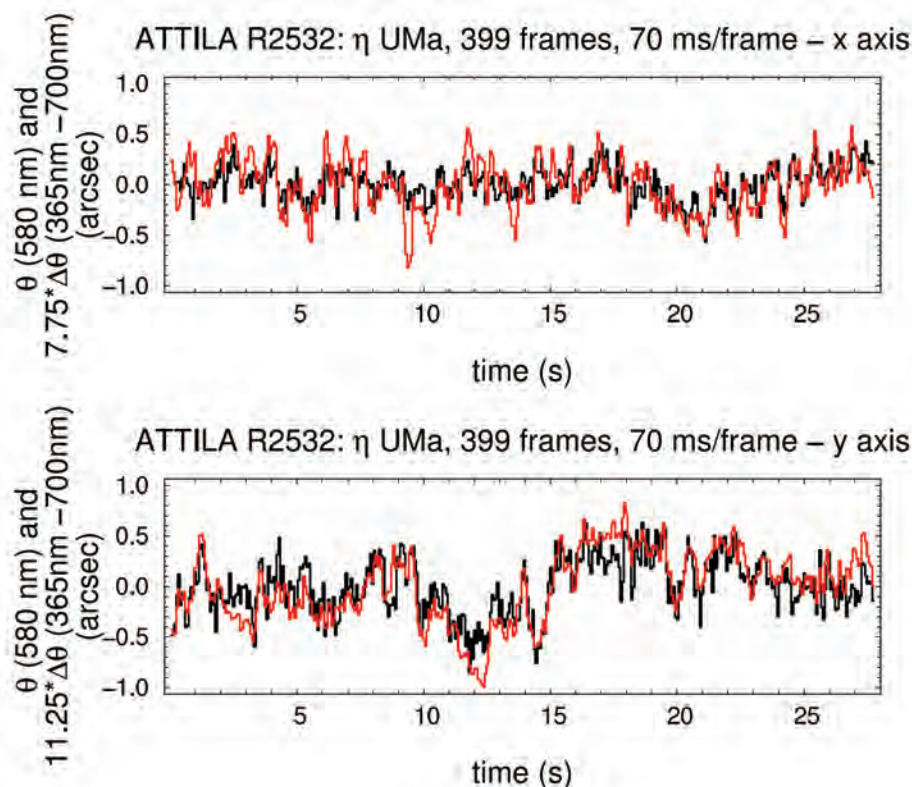 ATTILA R2532: η UMa, 399 frames, 70 ms/frame – x axis
θ (580 nm) and
7.75*Δθ (365nm –700nm)
(arcsec)
1.0
0.5
0.0
−0.5
−1.0
5 10 15 20 25
time (s)
ATTILA R2532: η UMa, 399 frames, 70 ms/frame – y axis
θ (580 nm) and
11.25*Δθ (365nm –700nm)
(arcsec)
1.0
0.5
0.0
−0.5
−1.0
5 10 15 20 25
time (s)